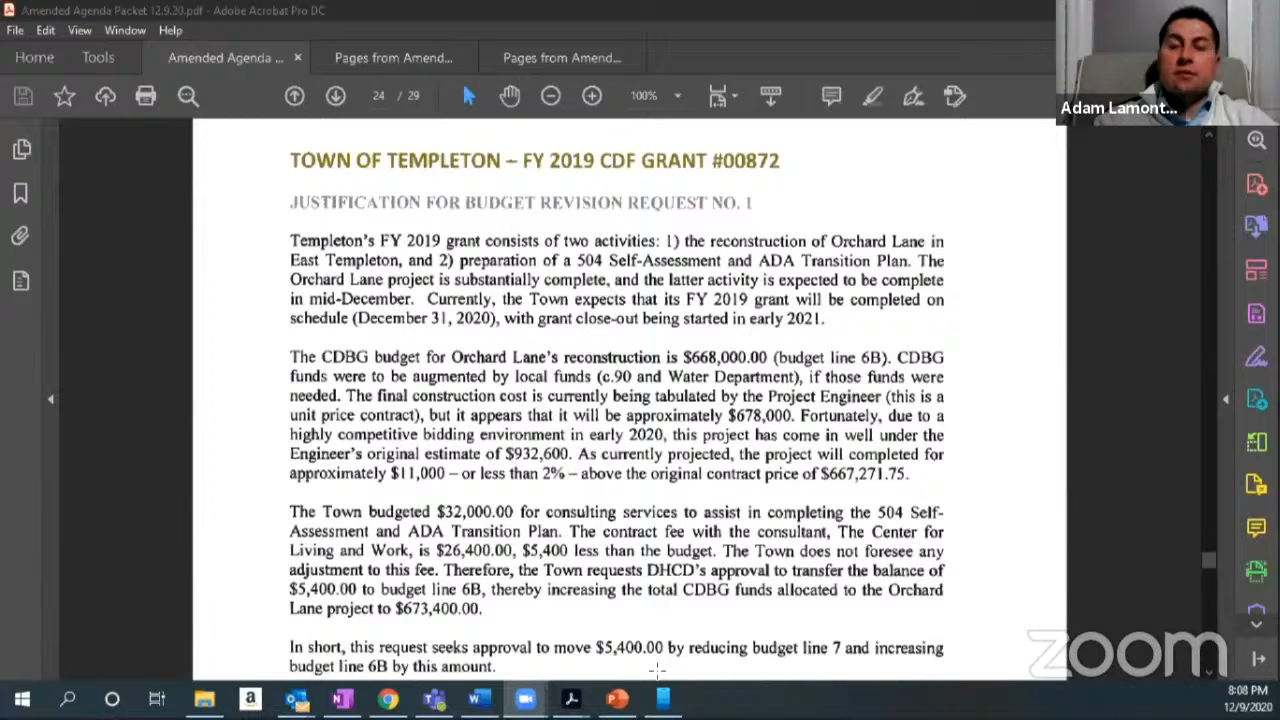 Amended Agenda Packet 12.9.20.pdf - Adobe Acrobat Pro DC
File Edit View Window Help
Home Tools Amended Agenda ... × Pages from Amend... Pages from Amend...
24 / 29 100%
Adam Lamont...
TOWN OF TEMPLETON – FY 2019 CDF GRANT #00872
JUSTIFICATION FOR BUDGET REVISION REQUEST NO. 1
Templeton's FY 2019 grant consists of two activities: 1) the reconstruction of Orchard Lane in
East Templeton, and 2) preparation of a 504 Self-Assessment and ADA Transition Plan. The
Orchard Lane project is substantially complete, and the latter activity is expected to be complete
in mid-December. Currently, the Town expects that its FY 2019 grant will be completed on
schedule (December 31, 2020), with grant close-out being started in early 2021.
The CDBG budget for Orchard Lane's reconstruction is $668,000.00 (budget line 6B). CDBG
funds were to be augmented by local funds (c.90 and Water Department), if those funds were
needed. The final construction cost is currently being tabulated by the Project Engineer (this is a
unit price contract), but it appears that it will be approximately $678,000. Fortunately, due to a
highly competitive bidding environment in early 2020, this project has come in well under the
Engineer's original estimate of $932,600. As currently projected, the project will completed for
approximately $11,000 – or less than 2% – above the original contract price of $667,271.75.
The Town budgeted $32,000.00 for consulting services to assist in completing the 504 Self-
Assessment and ADA Transition Plan. The contract fee with the consultant, The Center for
Living and Work, is $26,400.00, $5,400 less than the budget. The Town does not foresee any
adjustment to this fee. Therefore, the Town requests DHCD's approval to transfer the balance of
$5,400.00 to budget line 6B, thereby increasing the total CDBG funds allocated to the Orchard
Lane project to $673,400.00.
In short, this request seeks approval to move $5,400.00 by reducing budget line 7 and increasing
budget line 6B by this amount.
zoom
8:08 PM
12/9/2020